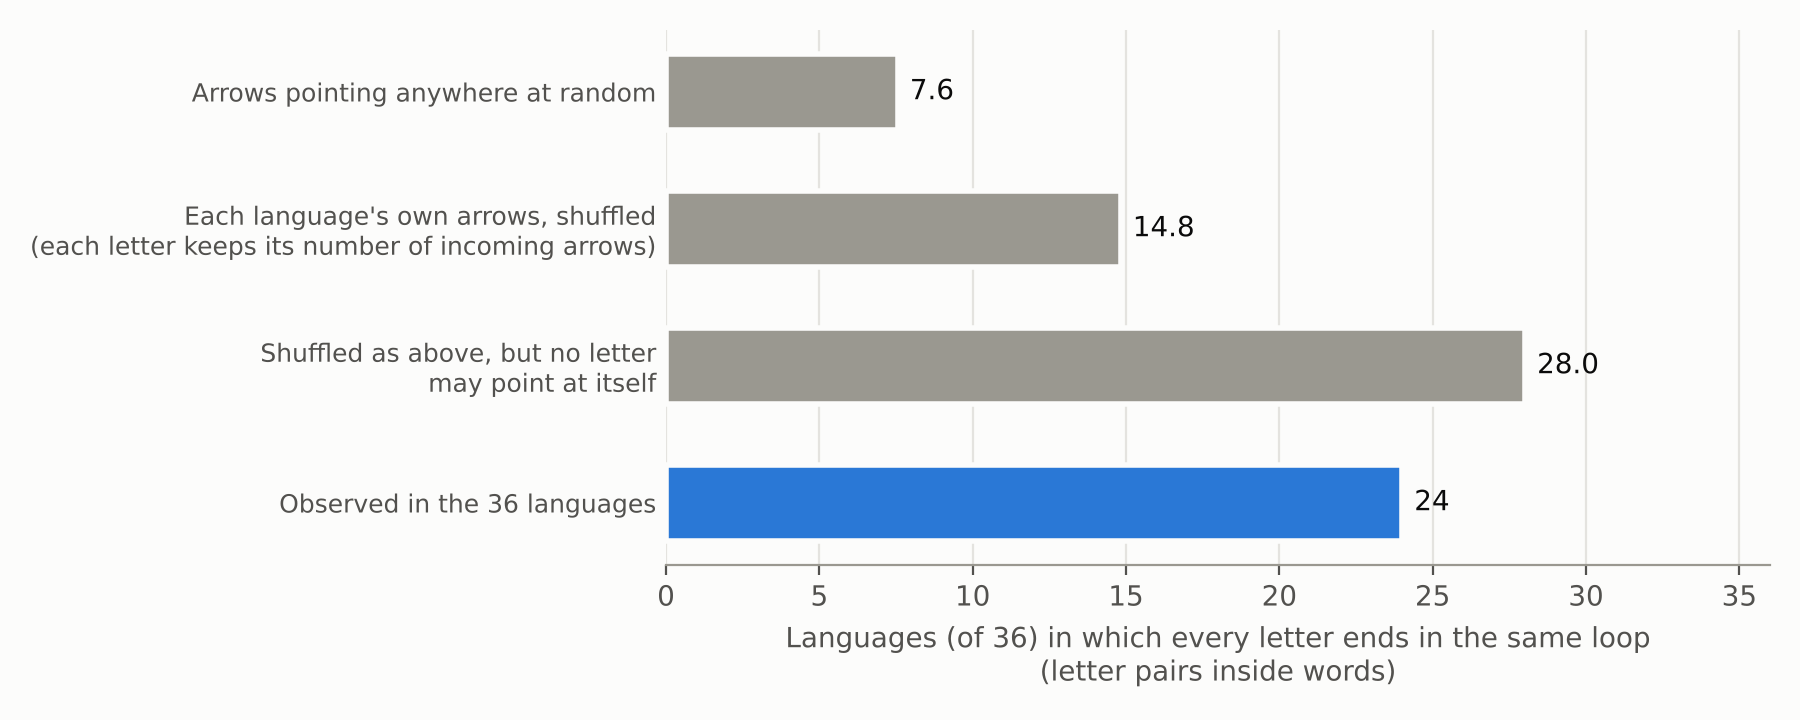 Arrows pointing anywhere at random
7.6
Each language's own arrows, shuffled
(each letter keeps its number of incoming arrows)
14.8
Shuffled as above, but no letter
may point at itself
28.0
Observed in the 36 languages
24
0 5 10 15 20 25 30 35
Languages (of 36) in which every letter ends in the same loop
(letter pairs inside words)